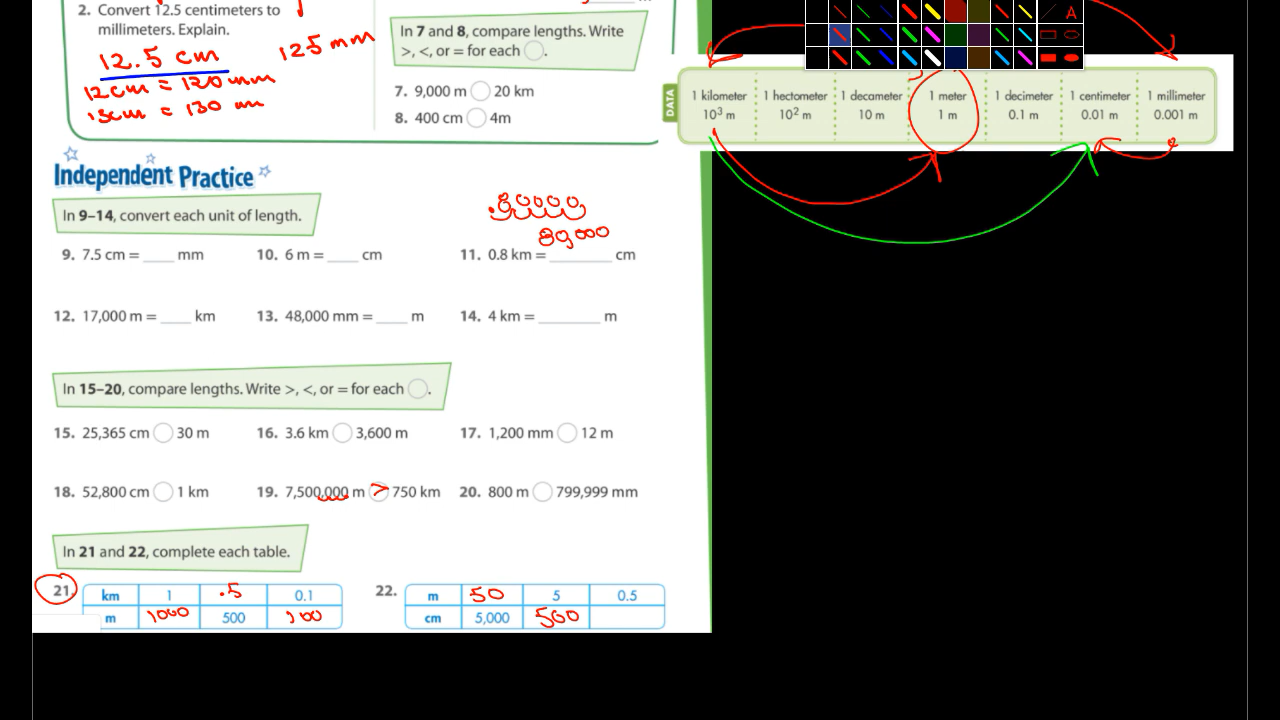 2. Convert 12.5 centimeters to
millimeters. Explain.
12.5 cm
125 mm
12cm = 120 mm
13cm = 130 mm
In 7 and 8, compare lengths. Write
>, <, or = for each ○.
7. 9,000 m ○ 20 km
8. 400 cm ○ 4m
A
DATA
1 kilometer 1 hectometer 1 decameter 1 meter 1 decimeter 1 centimeter 1 millimeter
10³ m 10² m 10 m 1 m 0.1 m 0.01 m 0.001 m
Independent Practice
In 9–14, convert each unit of length.
80,000
9. 7.5 cm = ____ mm 10. 6 m = ____ cm 11. 0.8 km = ________ cm
12. 17,000 m = ____ km 13. 48,000 mm = ____ m 14. 4 km = ________ m
In 15–20, compare lengths. Write >, <, or = for each ○.
15. 25,365 cm ○ 30 m 16. 3.6 km ○ 3,600 m 17. 1,200 mm ○ 12 m
18. 52,800 cm ○ 1 km 19. 7,500,000 m > 750 km 20. 800 m ○ 799,999 mm
In 21 and 22, complete each table.
21. km 1 .5 0.1
m 1000 500 100
22. m 50 5 0.5
cm 5,000 500